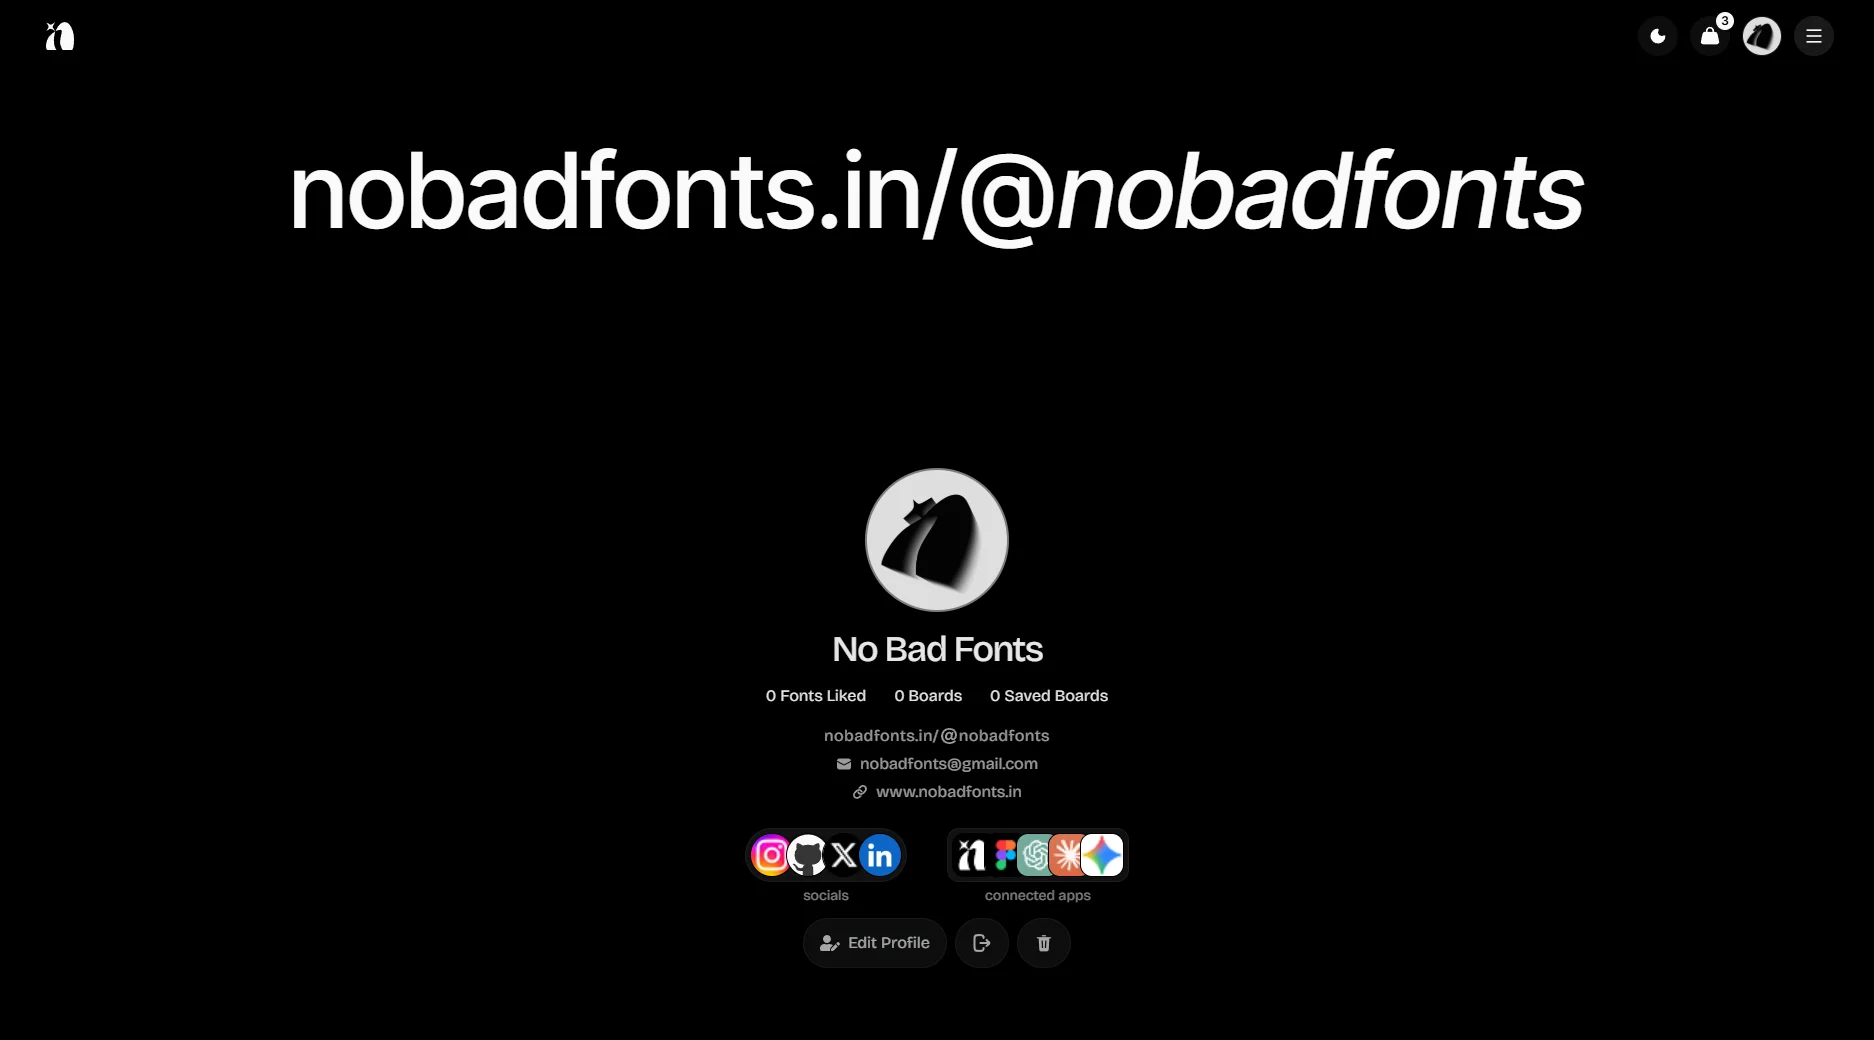 3
nobadfonts.in/@nobadfonts
No Bad Fonts
0 Fonts Liked 0 Boards 0 Saved Boards
nobadfonts.in/@nobadfonts
nobadfonts@gmail.com
www.nobadfonts.in
socials connected apps
Edit Profile